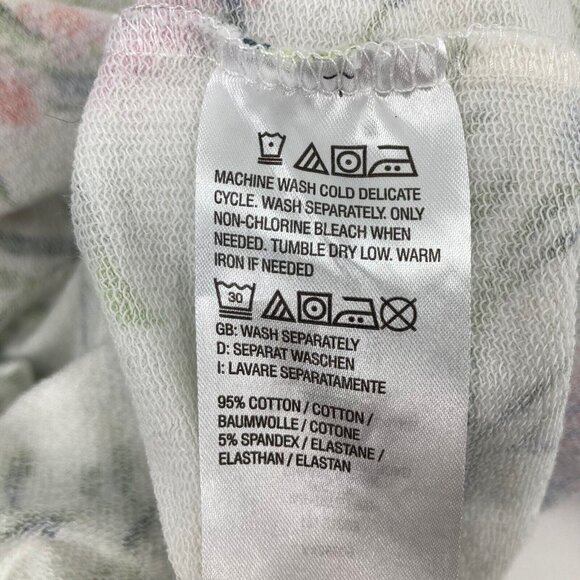 MACHINE WASH COLD DELICATE
CYCLE. WASH SEPARATELY. ONLY
NON-CHLORINE BLEACH WHEN
NEEDED. TUMBLE DRY LOW. WARM
IRON IF NEEDED
30
GB: WASH SEPARATELY
D: SEPARAT WASCHEN
I: LAVARE SEPARATAMENTE
95% COTTON / COTTON /
BAUMWOLLE / COTONE
5% SPANDEX / ELASTANE /
ELASTHAN / ELASTAN